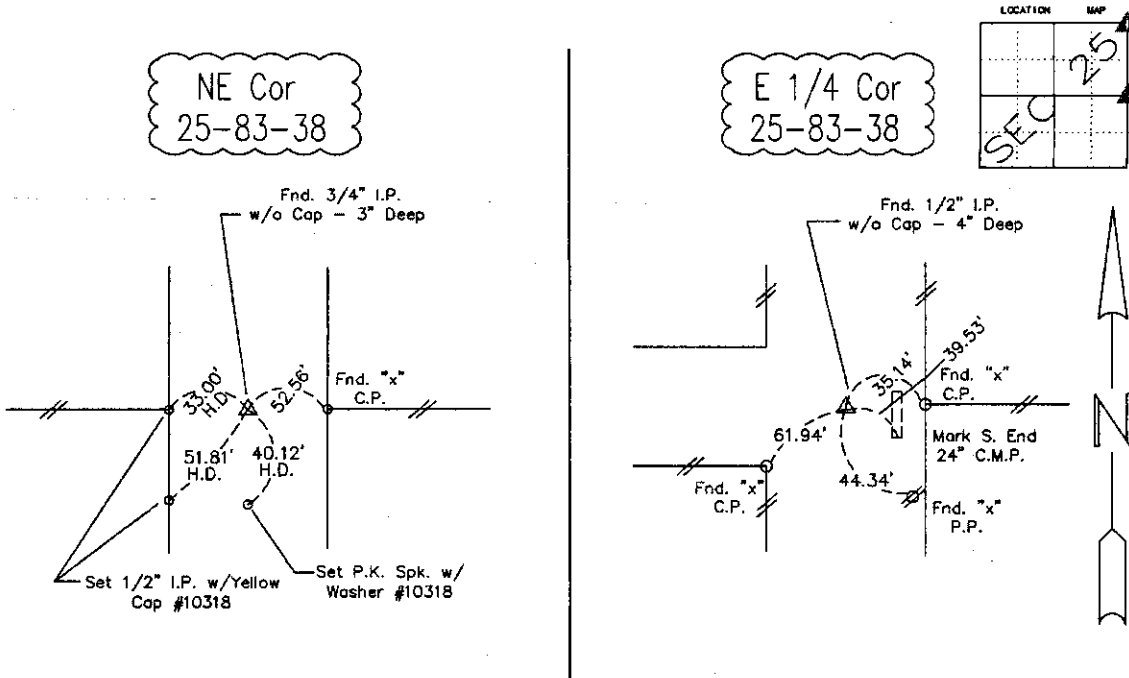 LOCATION MAP
SEC 25
NE Cor
25-83-38
Fnd. 3/4" I.P.
w/o Cap - 3" Deep
33.00'
H.D.
52.56'
Fnd. "x"
C.P.
51.81'
H.D.
40.12'
H.D.
Set 1/2" I.P. w/Yellow
Cap #10318
Set P.K. Spk. w/
Washer #10318
E 1/4 Cor
25-83-38
Fnd. 1/2" I.P.
w/o Cap - 4" Deep
35.14'
39.53'
Fnd. "x"
C.P.
Mark S. End
24" C.M.P.
61.94'
44.34'
Fnd. "x"
C.P.
Fnd. "x"
P.P.
N